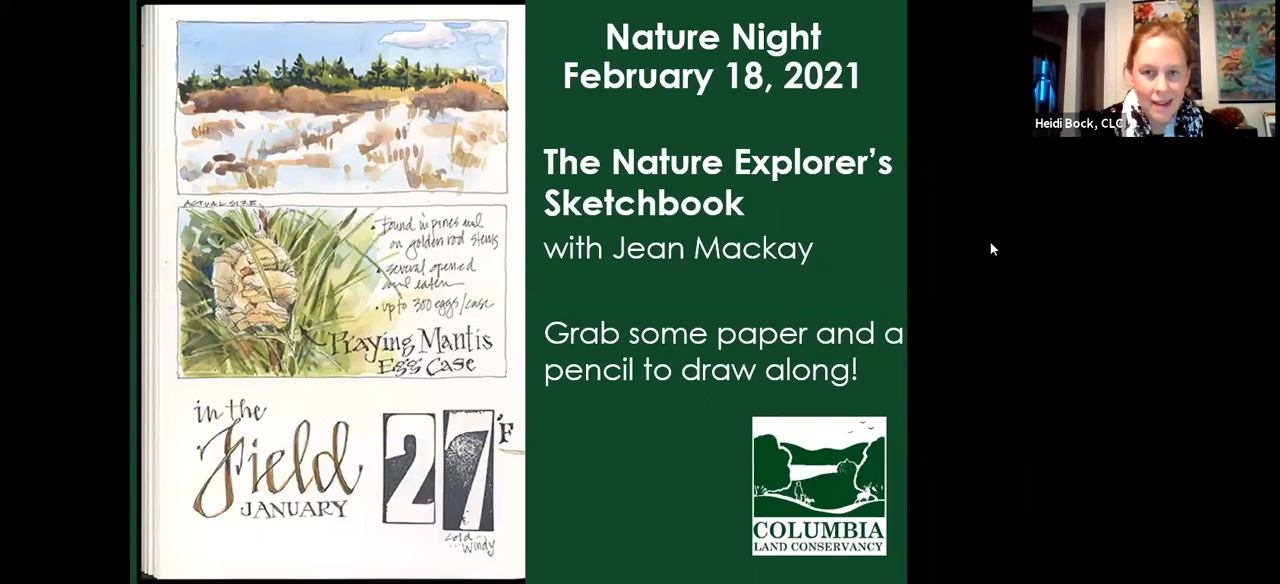 Nature Night
February 18, 2021
The Nature Explorer's
Sketchbook
with Jean Mackay
Grab some paper and a
pencil to draw along!
COLUMBIA
LAND CONSERVANCY
Heidi Bock, CLC
ACTUAL SIZE.
• Found in pines and
on golden rod stems
• several opened
and eaten
• up to 300 eggs/case
Praying Mantis
Egg Case
in the
Field
JANUARY
27°F
cold...
windy